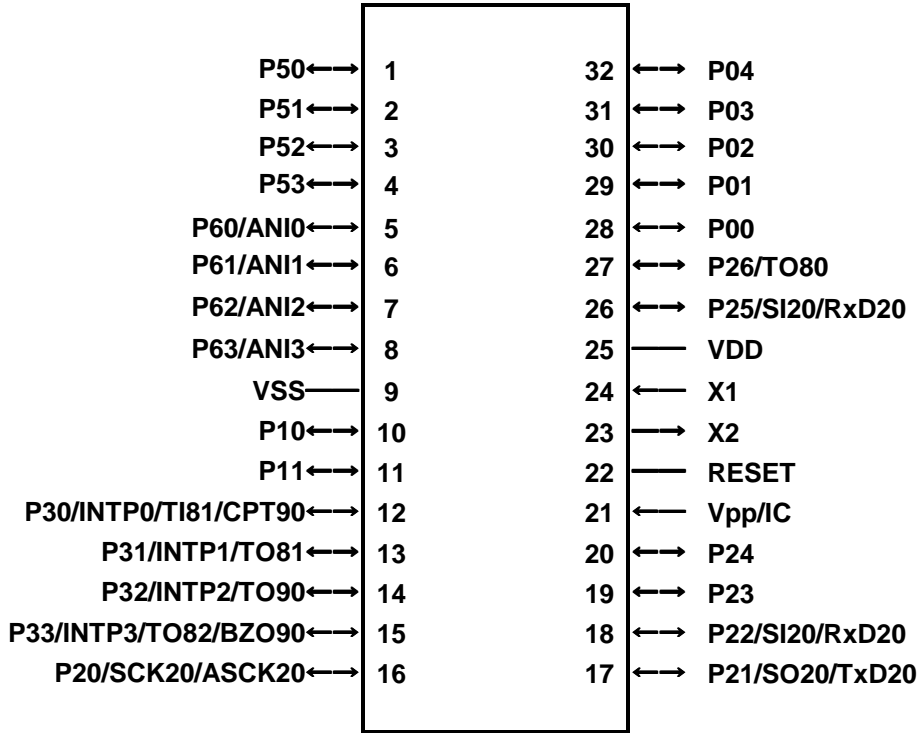 P50 1 32 P04
P51 2 31 P03
P52 3 30 P02
P53 4 29 P01
P60/ANI0 5 28 P00
P61/ANI1 6 27 P26/TO80
P62/ANI2 7 26 P25/SI20/RxD20
P63/ANI3 8 25 VDD
VSS 9 24 X1
P10 10 23 X2
P11 11 22 RESET
P30/INTP0/TI81/CPT90 12 21 Vpp/IC
P31/INTP1/TO81 13 20 P24
P32/INTP2/TO90 14 19 P23
P33/INTP3/TO82/BZO90 15 18 P22/SI20/RxD20
P20/SCK20/ASCK20 16 17 P21/SO20/TxD20